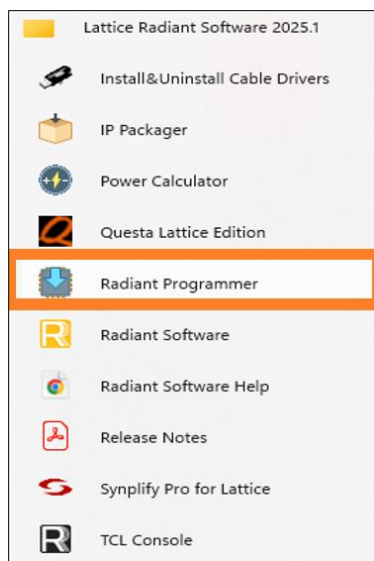 Lattice Radiant Software 2025.1
Install&Uninstall Cable Drivers
IP Packager
Power Calculator
Questa Lattice Edition
Radiant Programmer
Radiant Software
Radiant Software Help
Release Notes
Synplify Pro for Lattice
TCL Console